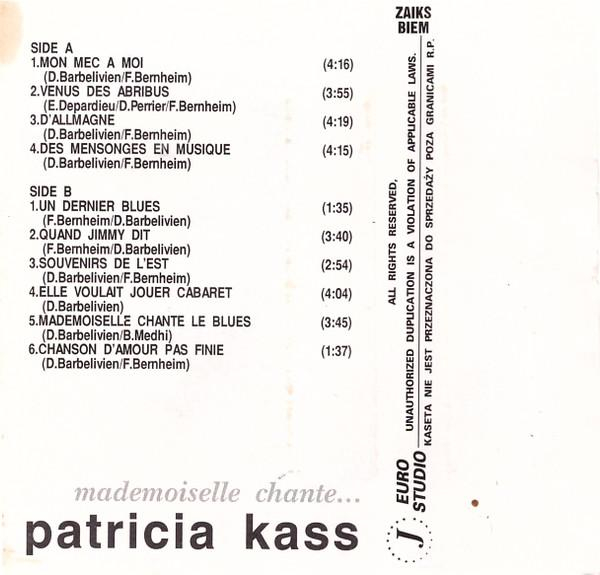 SIDE A
1.MON MEC A MOI (4:16)
(D.Barbelivien/F.Bernheim)
2.VENUS DES ABRIBUS (3:55)
(E.Depardieu/D.Perrier/F.Bernheim)
3.D'ALLMAGNE (4:19)
(D.Barbelivien/F.Bernheim)
4.DES MENSONGES EN MUSIQUE (4:15)
(D.Barbelivien/F.Bernheim)
SIDE B
1.UN DERNIER BLUES (1:35)
(F.Bernheim/D.Barbelivien)
2.QUAND JIMMY DIT (3:40)
(F.Bernheim/D.Barbelivien)
3.SOUVENIRS DE L'EST (2:54)
(D.Barbelivien/F.Bernheim)
4.ELLE VOULAIT JOUER CABARET (4:04)
(D.Barbelivien)
5.MADEMOISELLE CHANTE LE BLUES (3:45)
(D.Barbelivien/B.Medhi)
6.CHANSON D'AMOUR PAS FINIE (1:37)
(D.Barbelivien/F.Bernheim)
mademoiselle chante...
patricia kass
ZAIKS
BIEM
ALL RIGHTS RESERVED,
UNAUTHORIZED DUPLICATION IS A VIOLATION OF APPLICABLE LAWS.
KASETA NIE JEST PRZEZNACZONA DO SPRZEDAŻY POZA GRANICAMI R.P.
J EURO
STUDIO